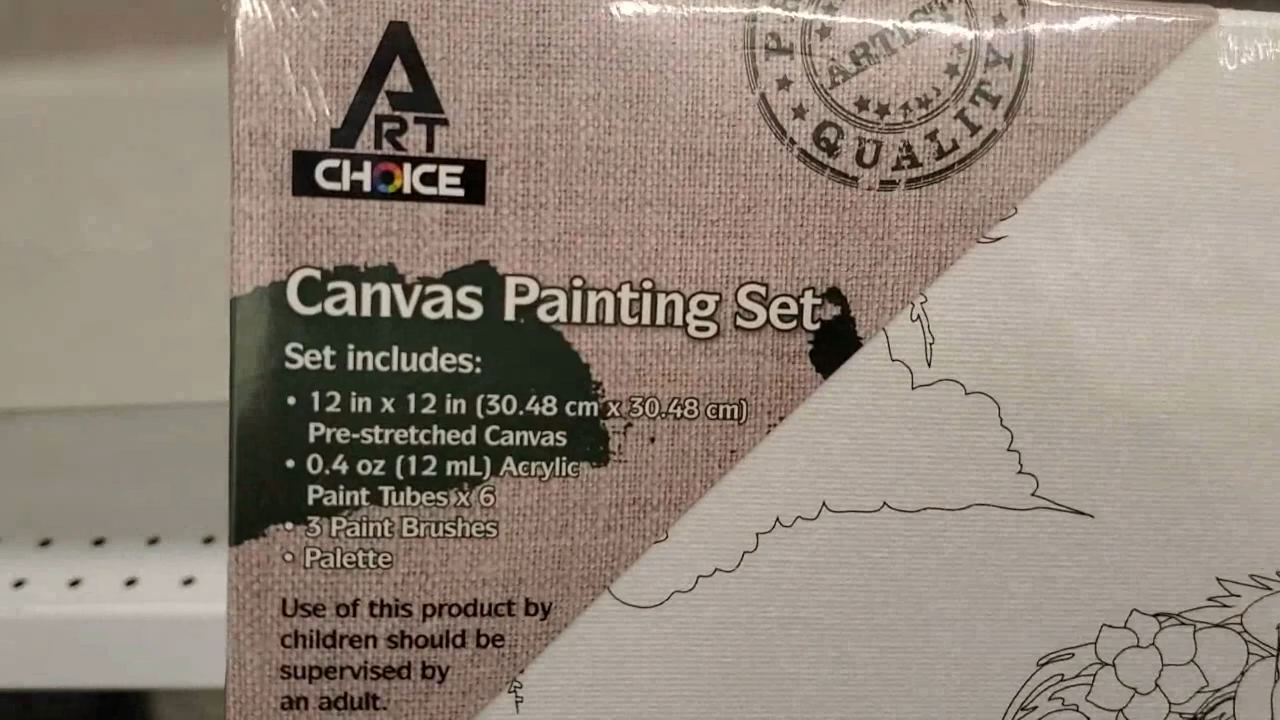 ART
CHOICE
ARTIST
QUALITY
Canvas Painting Set
Set includes:
• 12 in x 12 in (30.48 cm x 30.48 cm)
Pre-stretched Canvas
• 0.4 oz (12 mL) Acrylic
Paint Tubes x 6
• 3 Paint Brushes
• Palette
Use of this product by
children should be
supervised by
an adult.